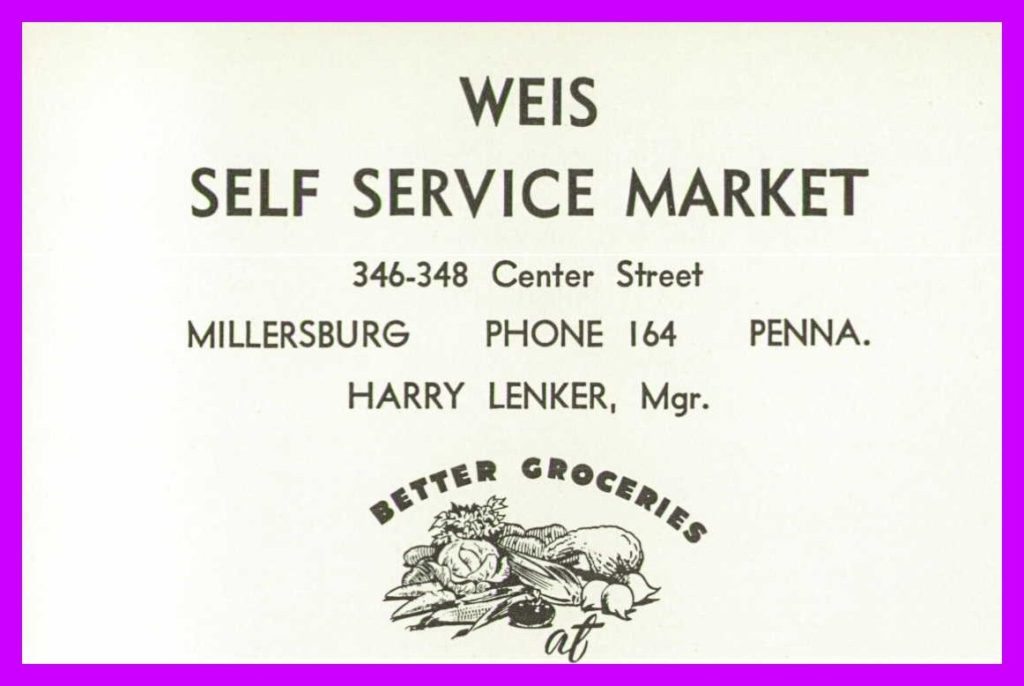 WEIS
SELF SERVICE MARKET
346-348 Center Street
MILLERSBURG PHONE 164 PENNA.
HARRY LENKER, Mgr.
BETTER GROCERIES
at